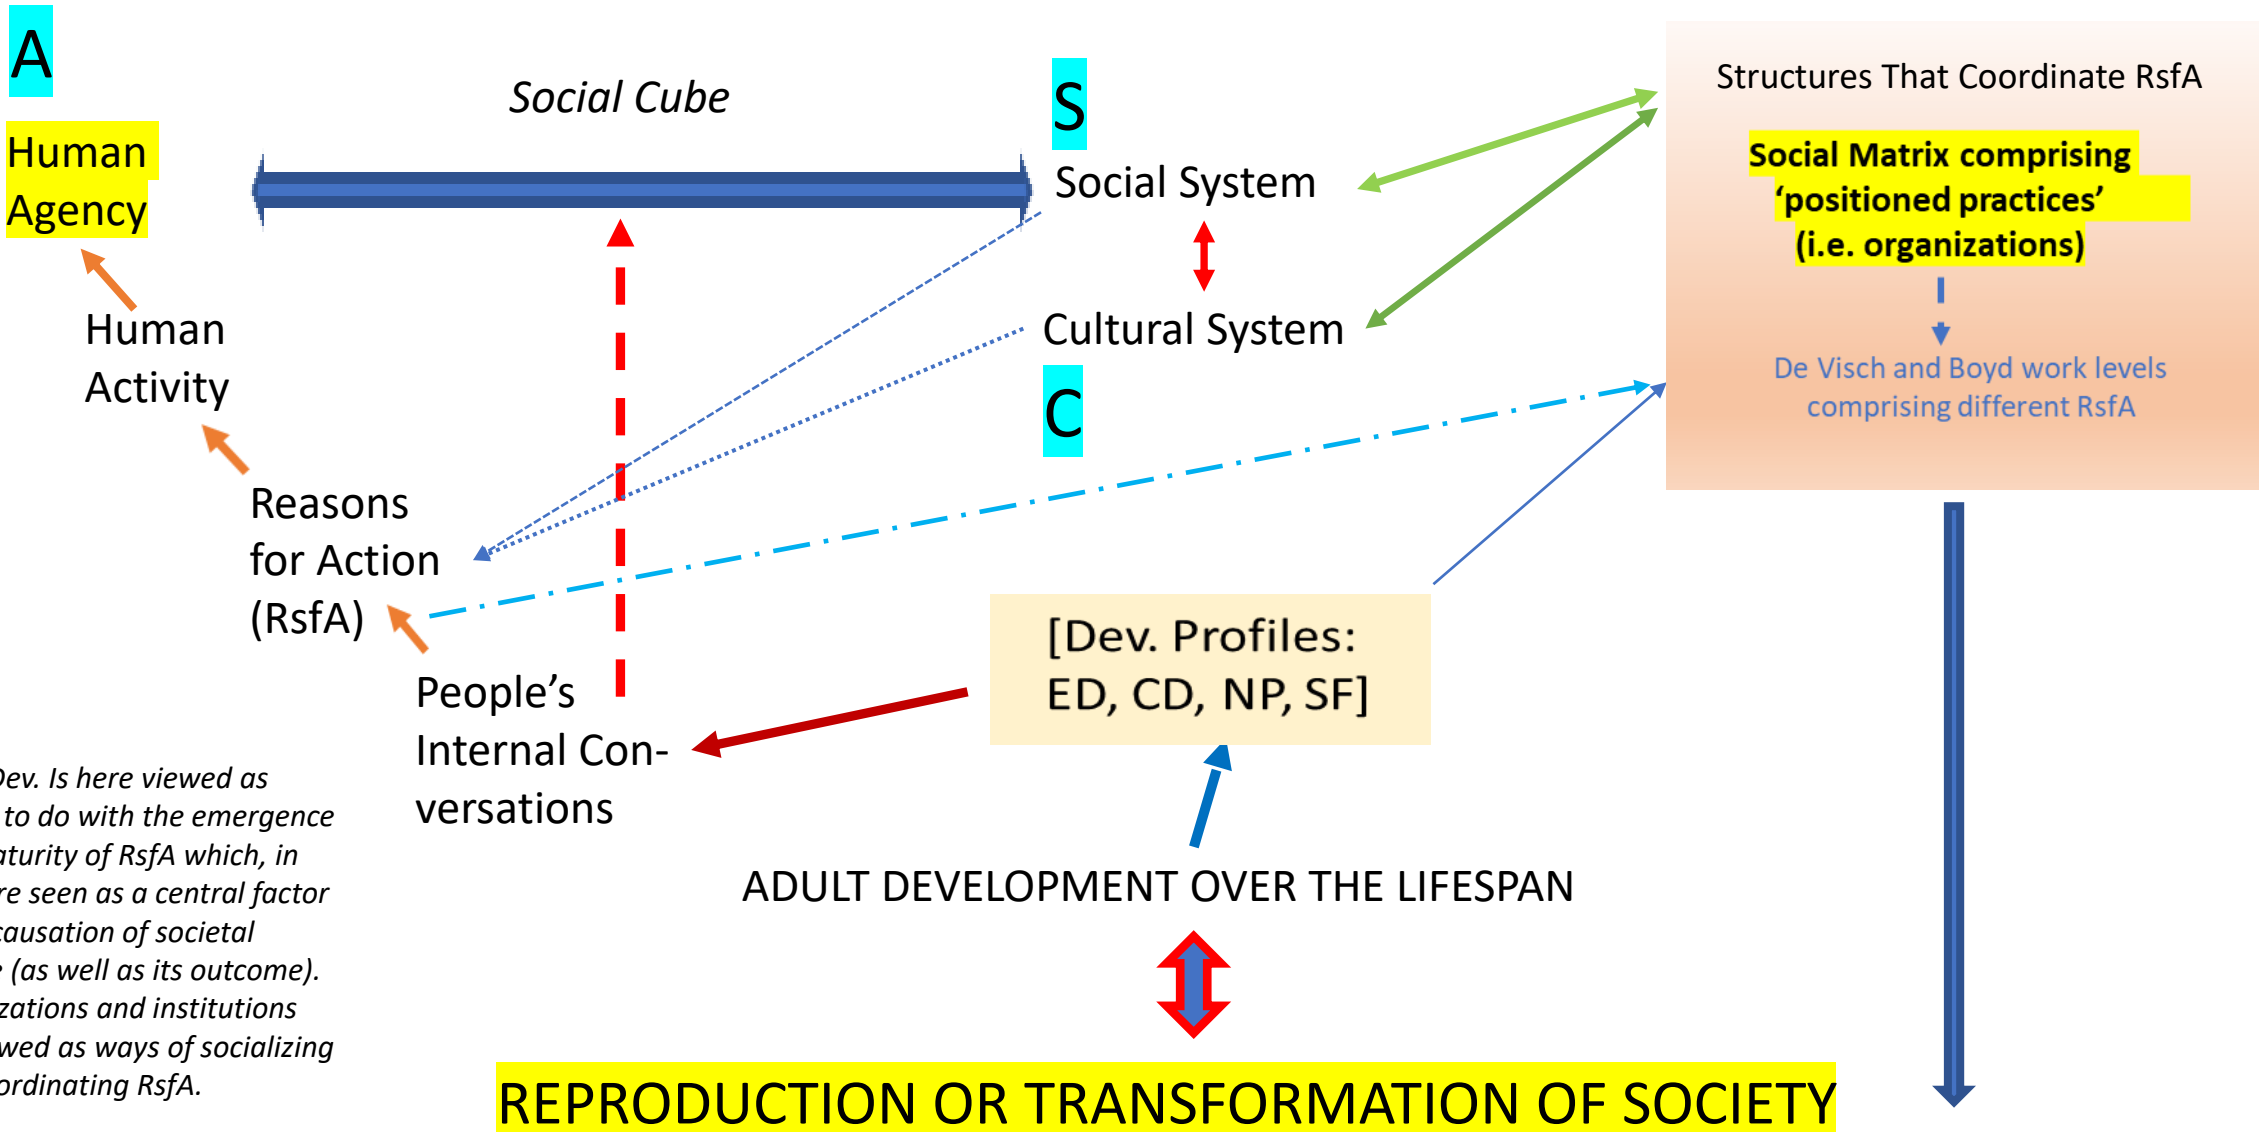 A
Human
Agency
Social Cube
S
Social System
Cultural System
C
Structures That Coordinate RsfA
Social Matrix comprising
‘positioned practices’
(i.e. organizations)
De Visch and Boyd work levels
comprising different RsfA
Human
Activity
Reasons
for Action
(RsfA)
People’s
Internal Con-
versations
[Dev. Profiles:
ED, CD, NP, SF]
Dev. Is here viewed as
to do with the emergence
aturity of RsfA which, in
re seen as a central factor
causation of societal
e (as well as its outcome).
izations and institutions
wed as ways of socializing
ordinating RsfA.
ADULT DEVELOPMENT OVER THE LIFESPAN
REPRODUCTION OR TRANSFORMATION OF SOCIETY